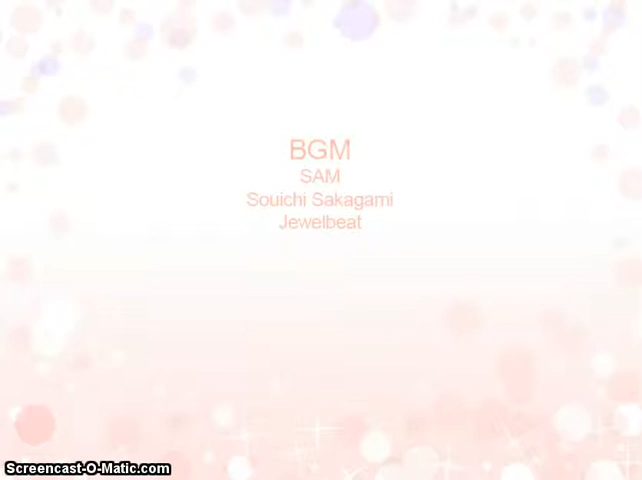 BGM
SAM
Souichi Sakagami
Jewelbeat
Screencast-O-Matic.com